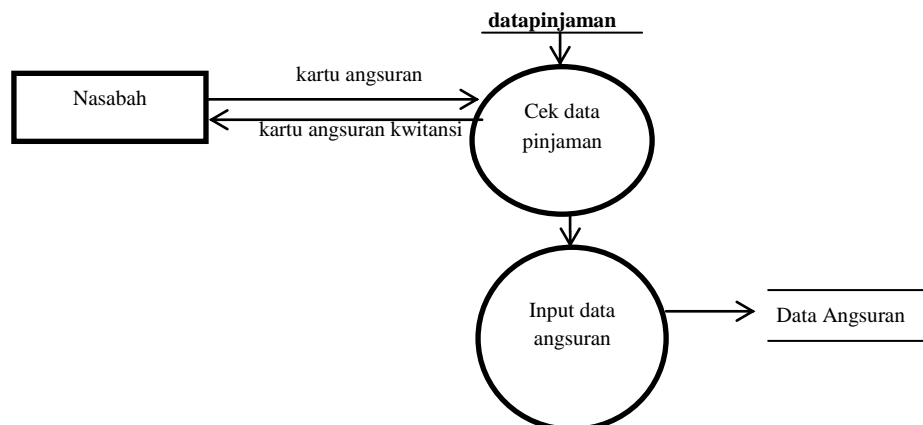 datapinjaman
kartu angsuran
Nasabah
kartu angsuran kwitansi
Cek data
pinjaman
Input data
angsuran
Data Angsuran